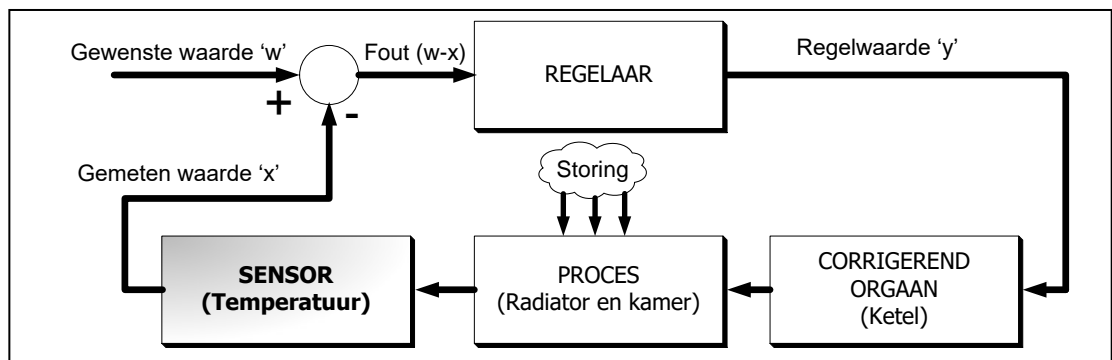 Gewenste waarde ‘w’
Fout (w-x)
Regelwaarde ‘y’
REGELAAR
+
-
Gemeten waarde ‘x’
Storing
SENSOR
(Temperatuur)
PROCES
(Radiator en kamer)
CORRIGEREND
ORGAAN
(Ketel)